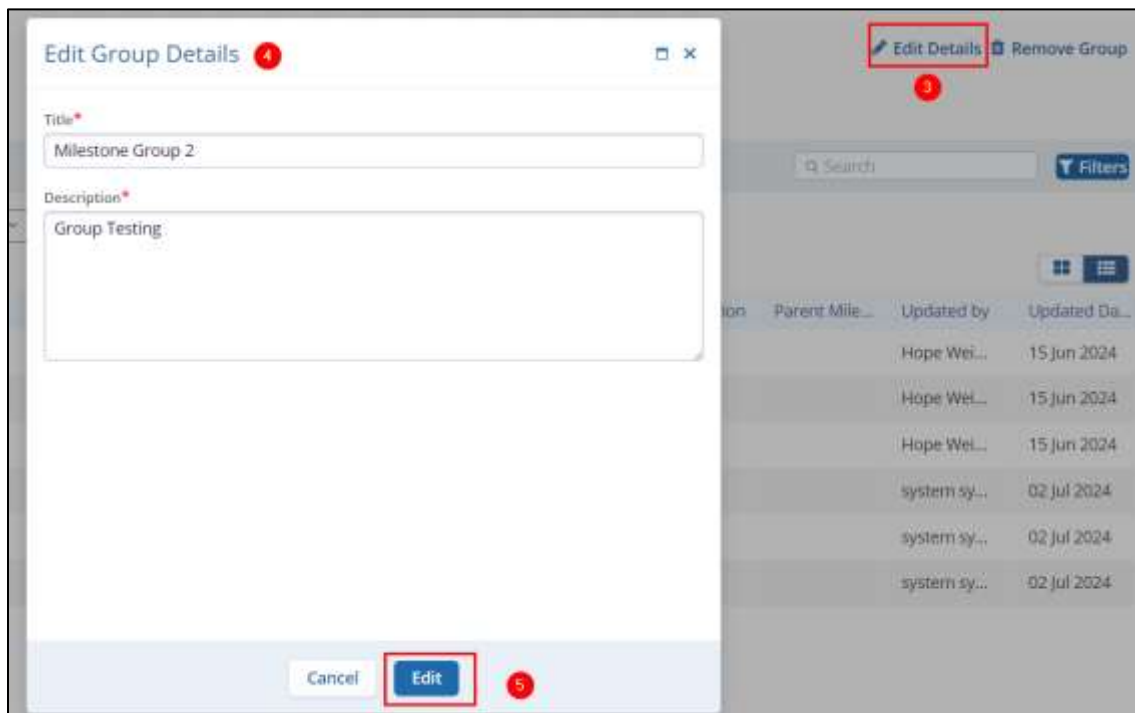 Edit Group Details 4
Edit Details Remove Group
3
Title*
Milestone Group 2
Search Filters
Description*
Group Testing
ion Parent Mile... Updated by Updated Da...
Hope Wei... 15 Jun 2024
Hope Wei... 15 Jun 2024
Hope Wei... 15 Jun 2024
system sy... 02 Jul 2024
system sy... 02 Jul 2024
system sy... 02 Jul 2024
Cancel Edit 5